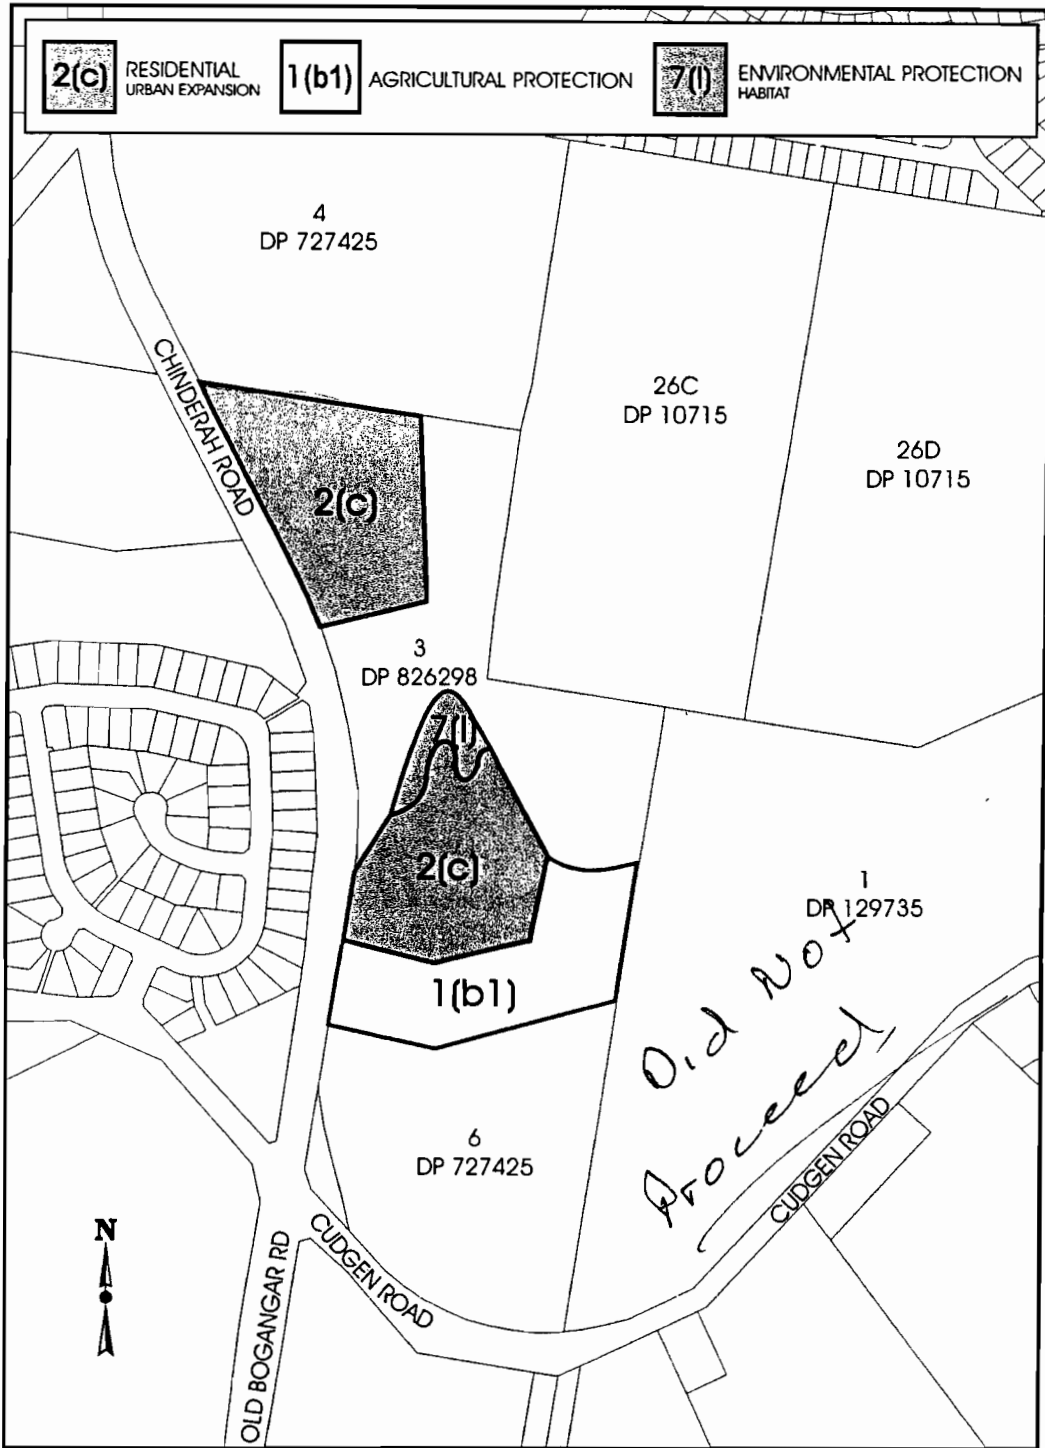 2(c)
RESIDENTIAL
URBAN EXPANSION
1(b1)
AGRICULTURAL PROTECTION
7(l)
ENVIRONMENTAL PROTECTION
HABITAT
4
DP 727425
CHINDERAH ROAD
26C
DP 10715
26D
DP 10715
2(c)
3
DP 826298
7(l)
2(c)
1
DP 129735
1(b1)
Did Not
Proceed
6
DP 727425
CUDGEN ROAD
N
CUDGEN ROAD
OLD BOGANGAR RD